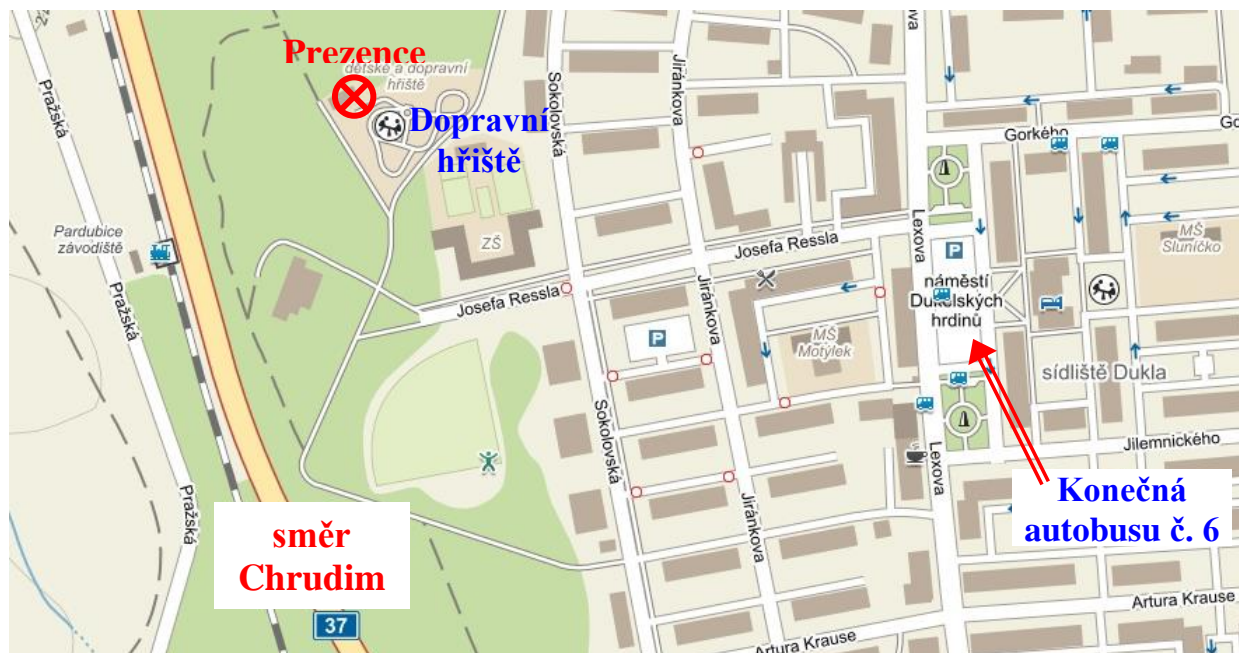 Prezence
dětské a dopravní
hřiště
Dopravní
hřiště
Pražská
Sokolovská
Jiránkova
Gorkého
Go
Pardubice
závodiště
ZŠ
Josefa Ressla
Lexova
MŠ
Sluníčko
Josefa Ressla
P
náměstí
Dukelských
hrdinů
Jiránkova
P
MŠ
Motýlek
sídliště Dukla
Pražská
Sokolovská
Lexova
Jilemnického
Pražská
Jiránkova
Konečná
autobusu č. 6
směr
Chrudim
37
Artura Krause
Artura Krause